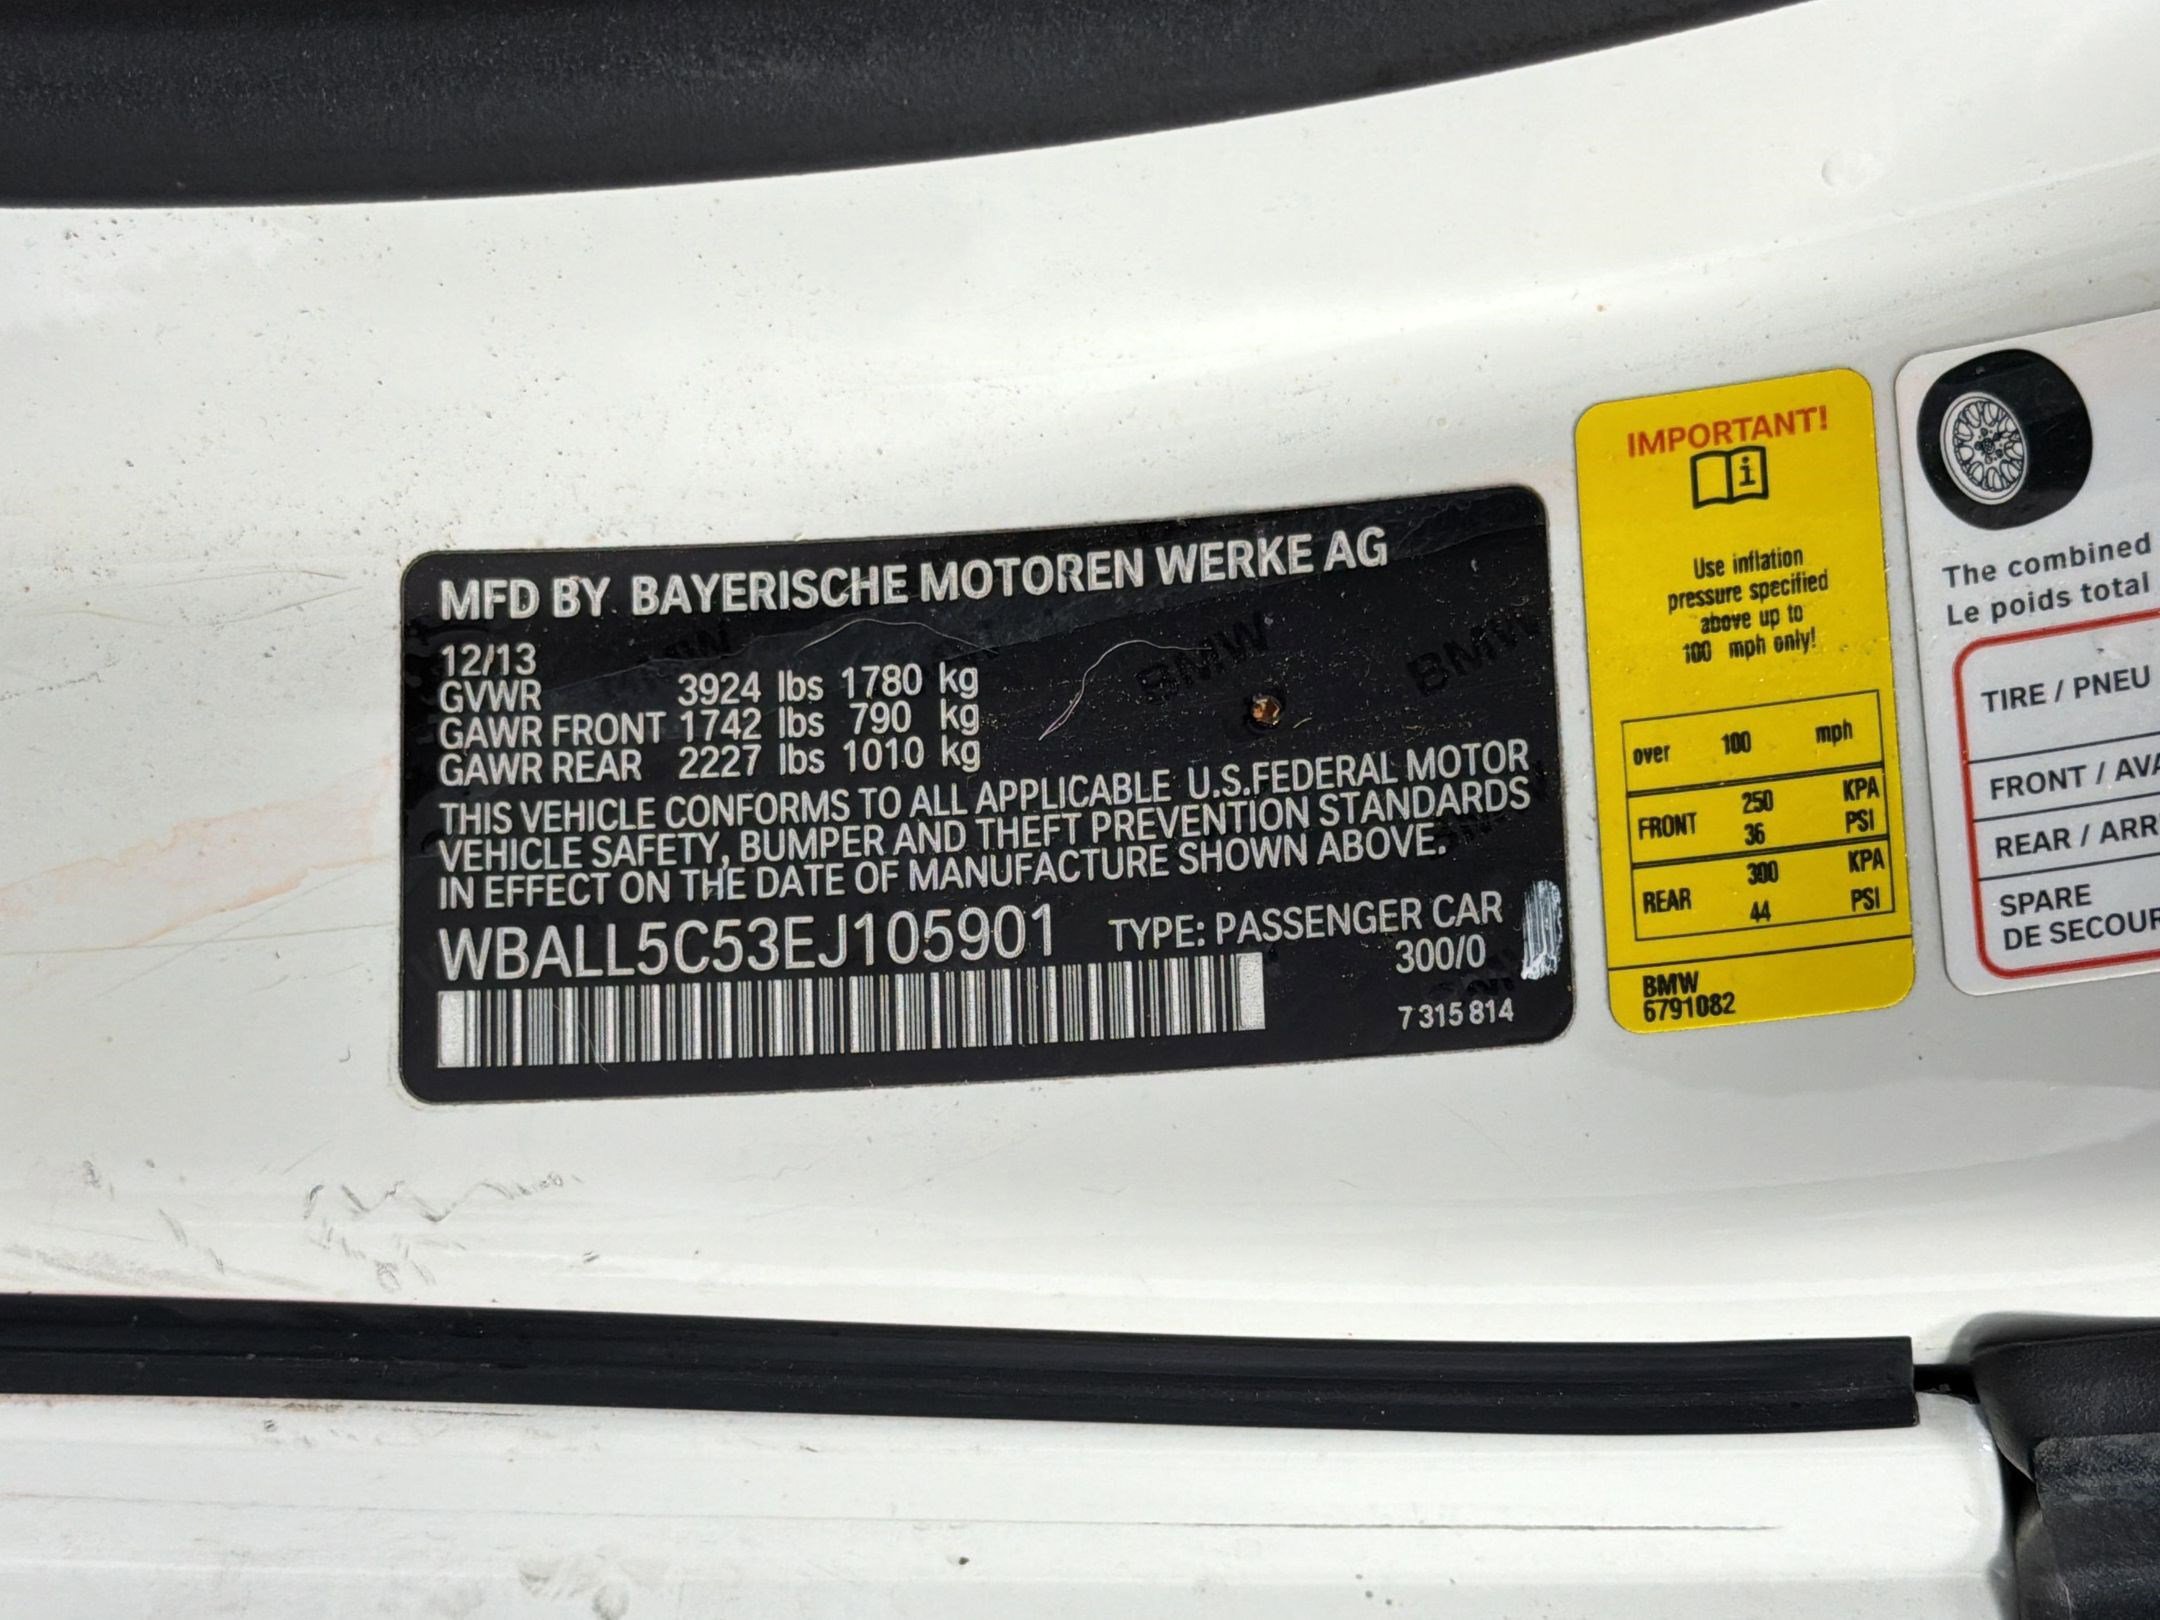 MFD BY BAYERISCHE MOTOREN WERKE AG
12/13
GVWR 3924 lbs 1780 kg
GAWR FRONT 1742 lbs 790 kg
GAWR REAR 2227 lbs 1010 kg
THIS VEHICLE CONFORMS TO ALL APPLICABLE U.S.FEDERAL MOTOR
VEHICLE SAFETY, BUMPER AND THEFT PREVENTION STANDARDS
IN EFFECT ON THE DATE OF MANUFACTURE SHOWN ABOVE.
WBALL5C53EJ105901 TYPE: PASSENGER CAR
300/0
7 315 814
BMW
BMW
IMPORTANT!
i
Use inflation
pressure specified
above up to
100 mph only!
over 100 mph
FRONT 250 KPA
36 PSI
REAR 300 KPA
44 PSI
BMW
6791082
The combined
Le poids total
TIRE / PNEU
FRONT /
REAR /
SPARE
DE